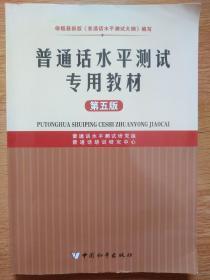 根据最新版《普通话水平测试大纲》编写
普通话水平测试
专用教材
第五版
PUTONGHUA SHUIPING CESHI ZHUANYONG JIAOCAI
普通话水平测试研究组
普通话培训研究中心
中国和平出版社